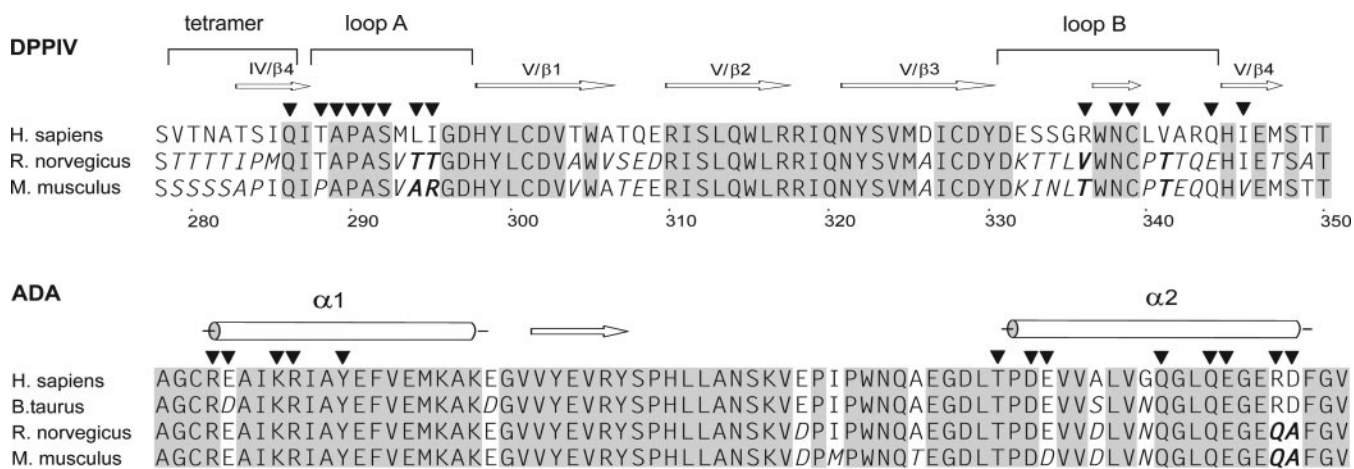 tetramer loop A loop B
DPPIV
IV/β4 V/β1 V/β2 V/β3 V/β4
H. sapiens SVTNATSIQITAPASMLIGDHYLCDVTWATQERISLQWLRRIQNYSVMDICDYDESSGRWNCLVARQHIEMSTT
R. norvegicus STTTTIPMQITAPASVTTGDHYLCDVAWVSEDRISLQWLRRIQNYSVMAICDYDKTTLVWNCPTTQEHIETSAT
M. musculus SSSSSAPIQIPAPASVARGDHYLCDVVWATEERISLQWLRRIQNYSVMAICDYDKINLTWNCPTEQQHVEMSTT
280 290 300 310 320 330 340 350
ADA
α1 α2
H. sapiens AGCREAIKRIAYEFVEMKAKEGVVYEVRYSPHLLANSKVEPIPWNQAEGDLTPDEVVALVGQGLQEGERDFGV
B.taurus AGCRDAIKRIAYEFVEMKAKDGVVYEVRYSPHLLANSKVEPIPWNQAEGDLTPDEVVSLVNQGLQEGERDFGV
R. norvegicus AGCREAIKRIAYEFVEMKAKEGVVYEVRYSPHLLANSKVDPIPWNQAEGDLTPDEVVDLVNQGLQEGEQAFGV
M. musculus AGCREAIKRIAYEFVEMKAKEGVVYEVRYSPHLLANSKVDPMPWNQTEGDLTPDDVVDLVNQGLQEGEQAFGV